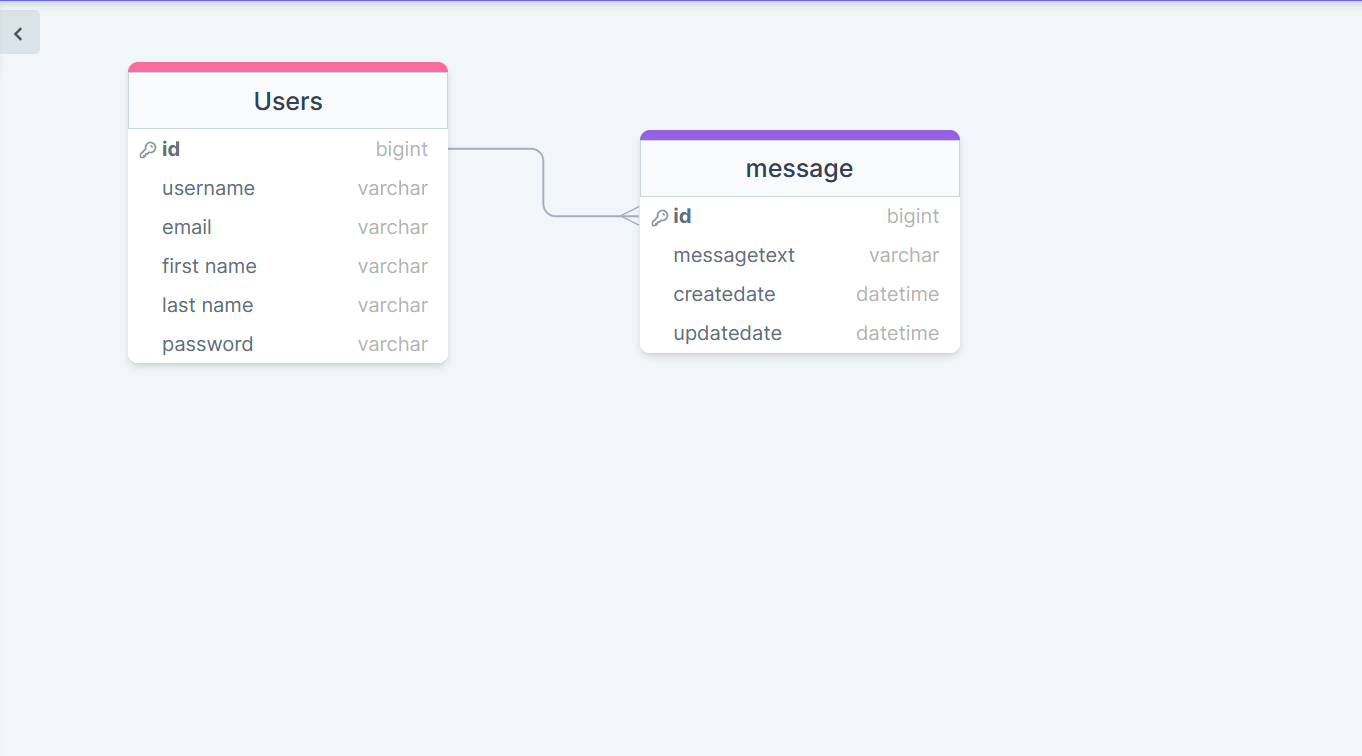 Users
id bigint
username varchar
email varchar
first name varchar
last name varchar
password varchar
message
id bigint
messagetext varchar
createdate datetime
updatedate datetime